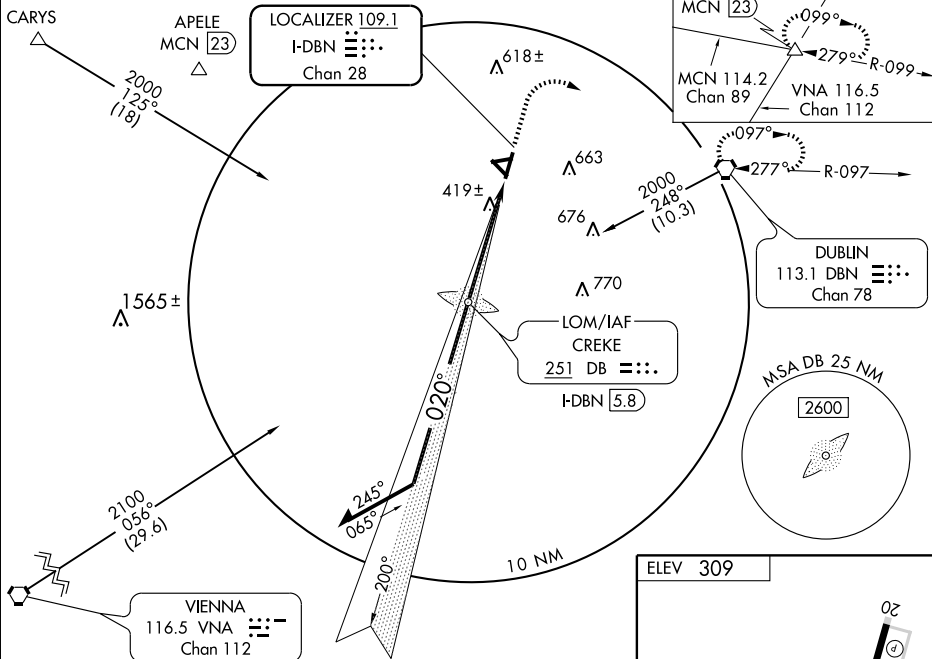 CARYS
APELE
MCN 23
LOCALIZER 109.1
I-DBN
Chan 28
618±
MCN 23
099°
279°
R-099
MCN 114.2
Chan 89
VNA 116.5
Chan 112
2000
125°
(18)
663
419±
676
2000
248°
(10.3)
097°
277°
R-097
DUBLIN
113.1 DBN
Chan 78
1565±
770
LOM/IAF
CREKE
251 DB
I-DBN 5.8
MSA DB 25 NM
2600
020°
245°
065°
200°
2100
056°
(29.6)
10 NM
VIENNA
116.5 VNA
Chan 112
ELEV 309
20
P